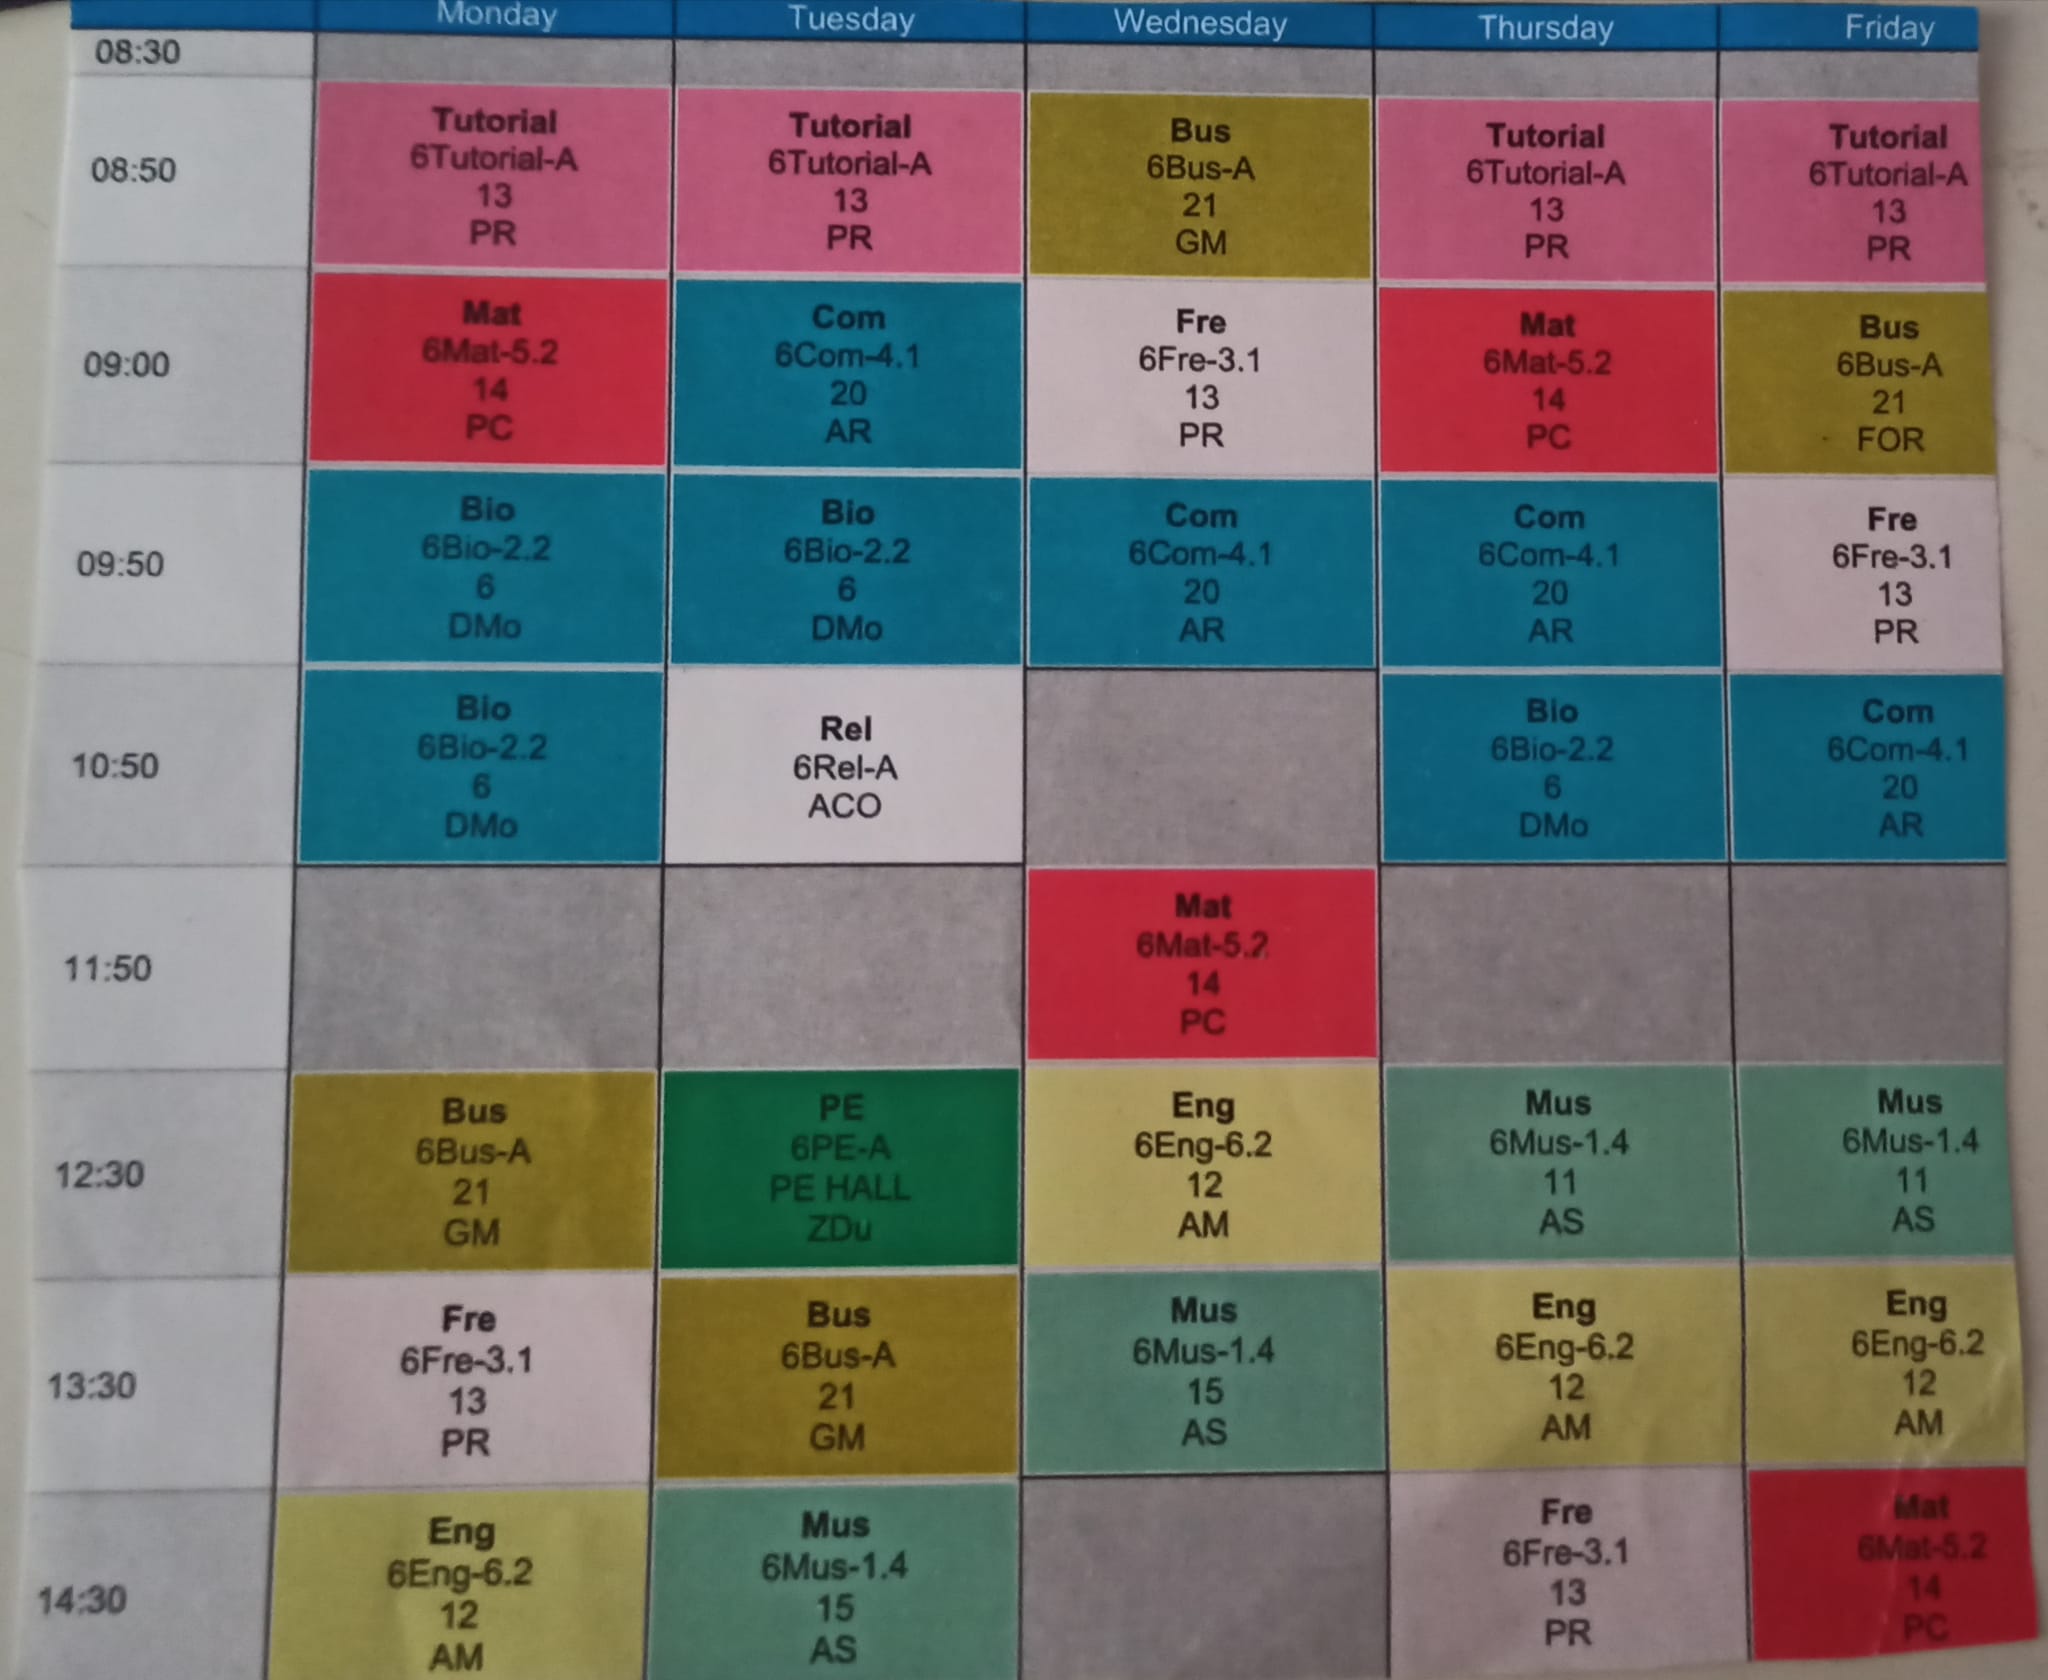 Monday Tuesday Wednesday Thursday Friday
08:30
08:50
Tutorial
6Tutorial-A
13
PR
Tutorial
6Tutorial-A
13
PR
Bus
6Bus-A
21
GM
Tutorial
6Tutorial-A
13
PR
Tutorial
6Tutorial-A
13
PR
09:00
Mat
6Mat-5.2
14
PC
Com
6Com-4.1
20
AR
Fre
6Fre-3.1
13
PR
Mat
6Mat-5.2
14
PC
Bus
6Bus-A
21
FOR
09:50
Bio
6Bio-2.2
6
DMo
Bio
6Bio-2.2
6
DMo
Com
6Com-4.1
20
AR
Com
6Com-4.1
20
AR
Fre
6Fre-3.1
13
PR
10:50
Bio
6Bio-2.2
6
DMo
Rel
6Rel-A
ACO
Bio
6Bio-2.2
6
DMo
Com
6Com-4.1
20
AR
11:50
Mat
6Mat-5.2
14
PC
12:30
Bus
6Bus-A
21
GM
PE
6PE-A
PE HALL
ZDu
Eng
6Eng-6.2
12
AM
Mus
6Mus-1.4
11
AS
Mus
6Mus-1.4
11
AS
13:30
Fre
6Fre-3.1
13
PR
Bus
6Bus-A
21
GM
Mus
6Mus-1.4
15
AS
Eng
6Eng-6.2
12
AM
Eng
6Eng-6.2
12
AM
14:30
Eng
6Eng-6.2
12
AM
Mus
6Mus-1.4
15
AS
Fre
6Fre-3.1
13
PR
Mat
6Mat-5.2
14
PC